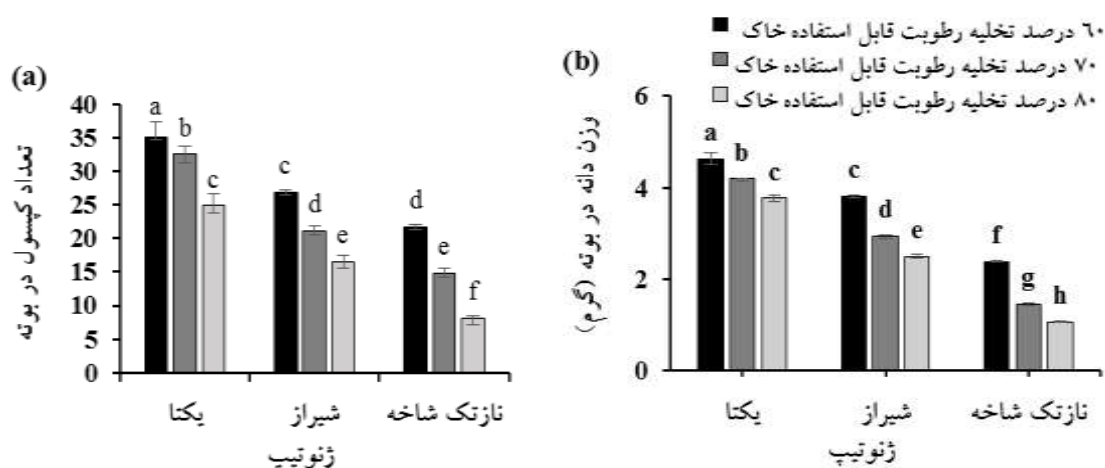 ۶۰ درصد تخلیه رطوبت قابل استفاده خاک
۷۰ درصد تخلیه رطوبت قابل استفاده خاک
۸۰ درصد تخلیه رطوبت قابل استفاده خاک
(a)
تعداد کپسول در بوته
40
35
30
25
20
15
10
5
0
a b c
c d e
d e f
یکتا شیراز نازتک شاخه
ژنوتیپ
(b)
وزن دانه در بوته (گرم)
6
4
2
0
a b c
c d e
f g h
یکتا شیراز نازتک شاخه
ژنوتیپ